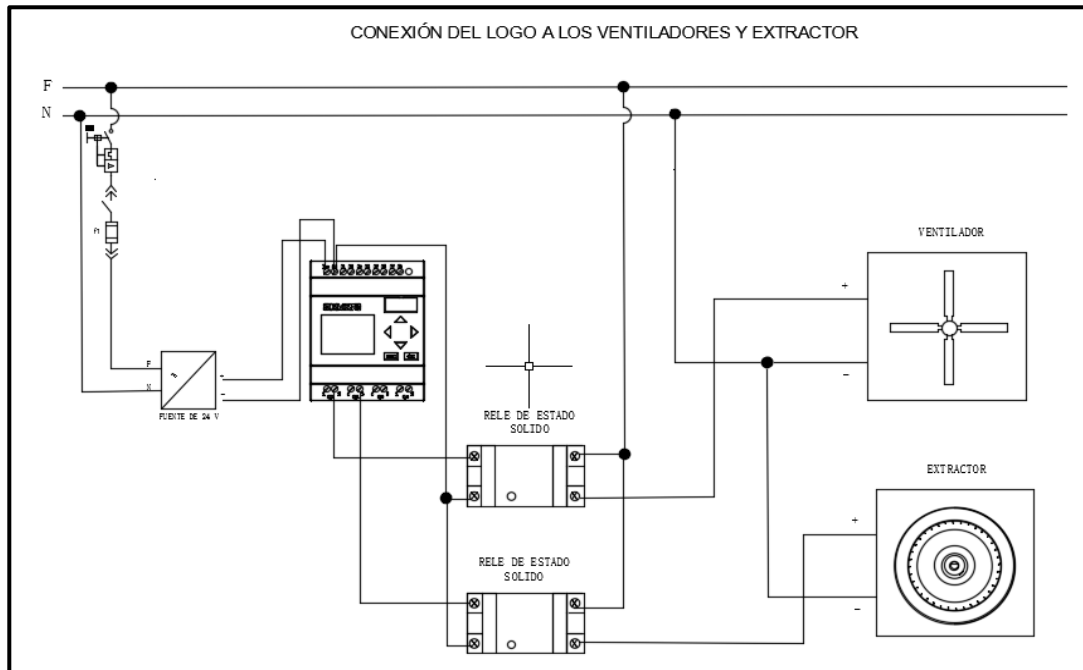 CONEXIÓN DEL LOGO A LOS VENTILADORES Y EXTRACTOR
F
N
VENTILADOR
+
−
F
N
FUENTE DE 24 V
RELE DE ESTADO
SOLIDO
EXTRACTOR
+
−
RELE DE ESTADO
SOLIDO